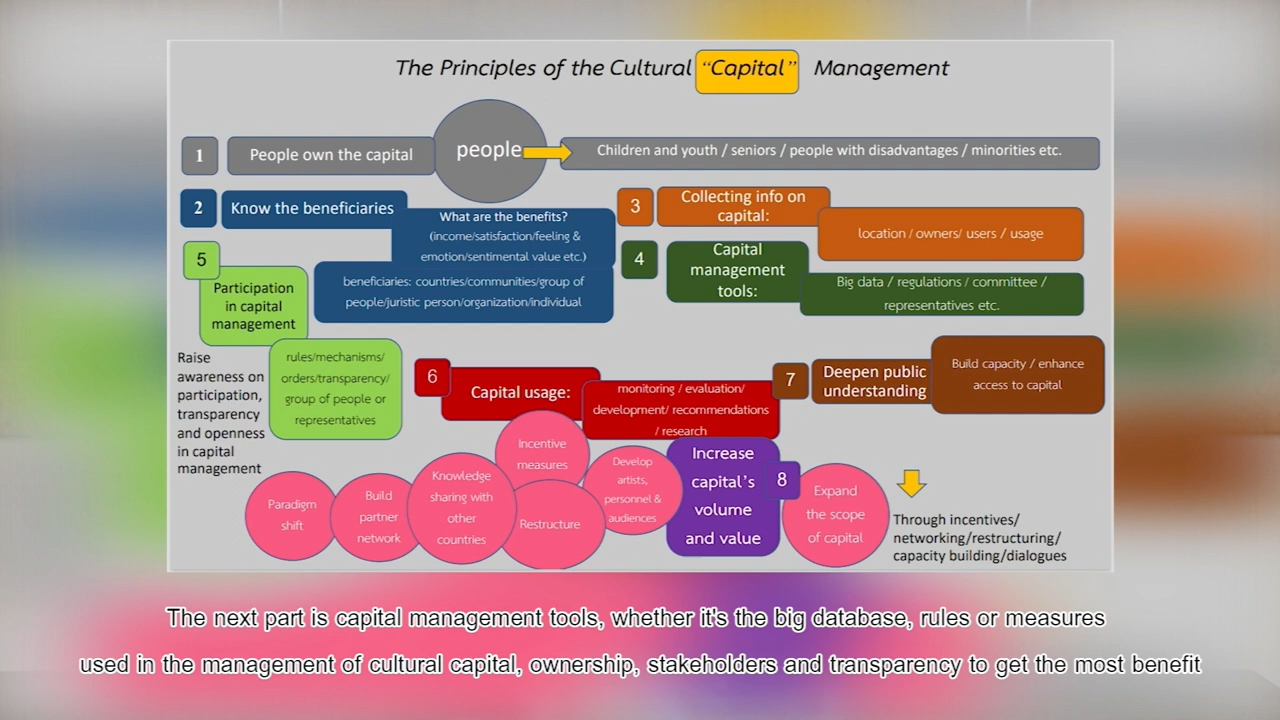 The Principles of the Cultural “Capital” Management
1
People own the capital
people
Children and youth / seniors / people with disadvantages / minorities etc.
2
Know the beneficiaries
What are the benefits?
(income/satisfaction/feeling &
emotion/sentimental value etc.)
beneficiaries: countries/communities/group of
people/juristic person/organization/individual
3
Collecting info on
capital:
location / owners/ users / usage
4
Capital
management
tools:
Big data / regulations / committee /
representatives etc.
5
Participation
in capital
management
rules/mechanisms/
orders/transparency/
group of people or
representatives
Raise
awareness on
participation,
transparency
and openness
in capital
management
6
Capital usage:
monitoring / evaluation/
development/ recommendations
/ research
7
Deepen public
understanding
Build capacity / enhance
access to capital
8
Increase
capital’s
volume
and value
Paradigm
shift
Build
partner
network
Knowledge
sharing with
other
countries
Incentive
measures
Restructure
Develop
artists,
personnel &
audiences
Expand
the scope
of capital
Through incentives/
networking/restructuring/
capacity building/dialogues
The next part is capital management tools, whether it's the big database, rules or measures
used in the management of cultural capital, ownership, stakeholders and transparency to get the most benefit